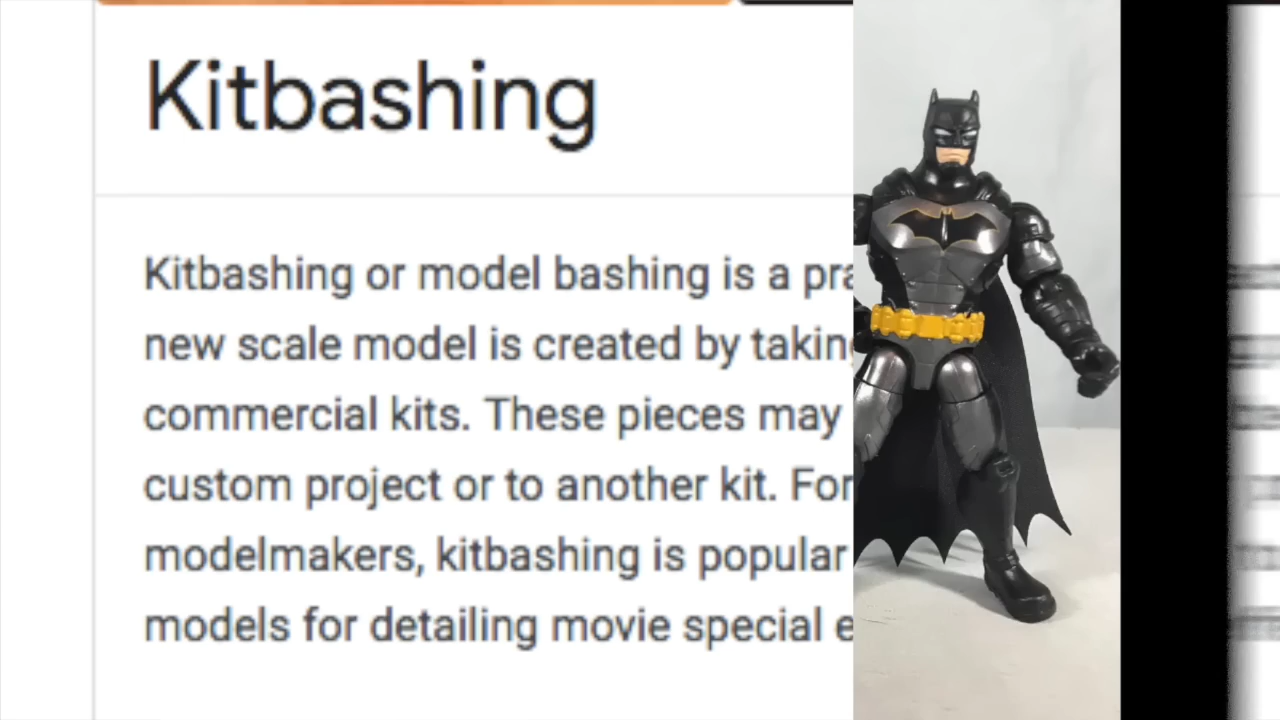 Kitbashing
Kitbashing or model bashing is a pra
new scale model is created by taking
commercial kits. These pieces may
custom project or to another kit. For
modelmakers, kitbashing is popular
models for detailing movie special e